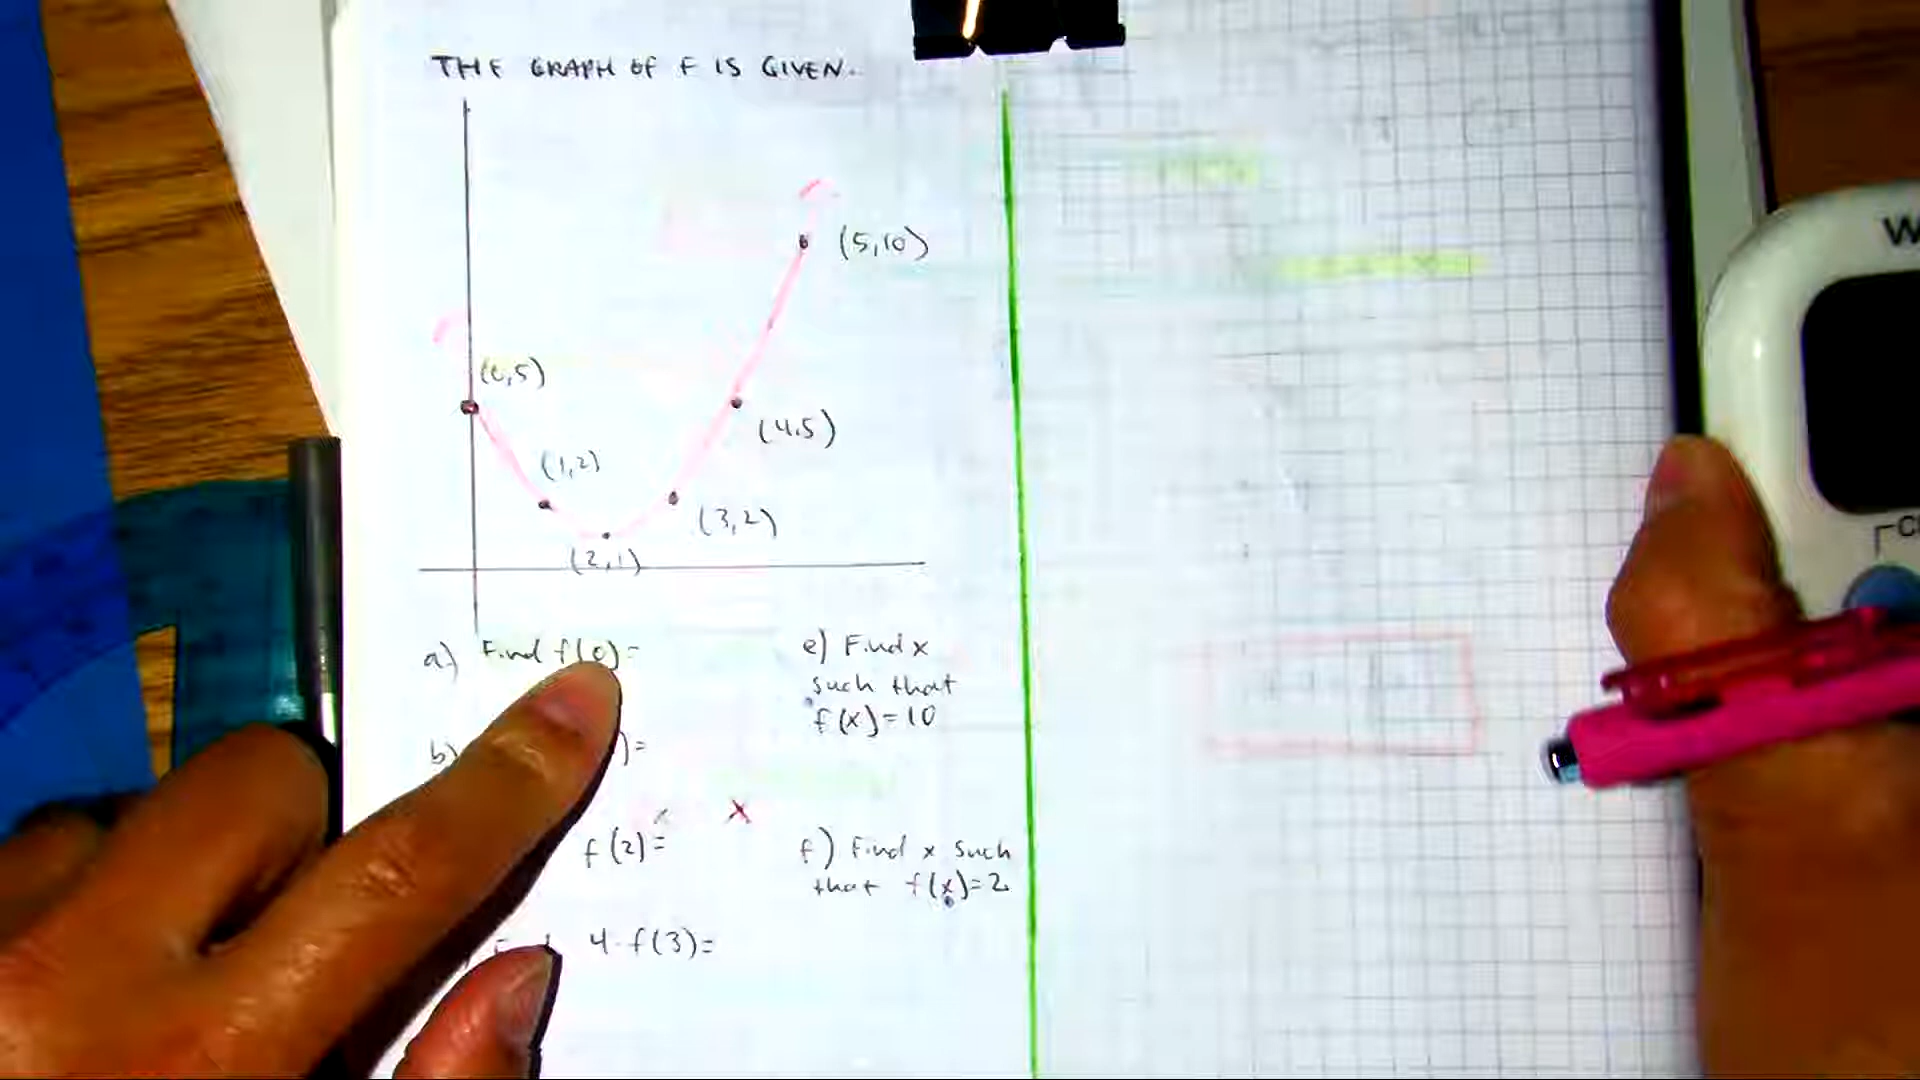 THE GRAPH OF F IS GIVEN.
(5,10)
(0,5)
(4,5)
(1,2)
(3,2)
(2,1)
a) Find f(0)=
b) )=
f(2)=
4·f(3)=
e) Find x
such that
f(x)=10
x
f) Find x such
that f(x)=2
W